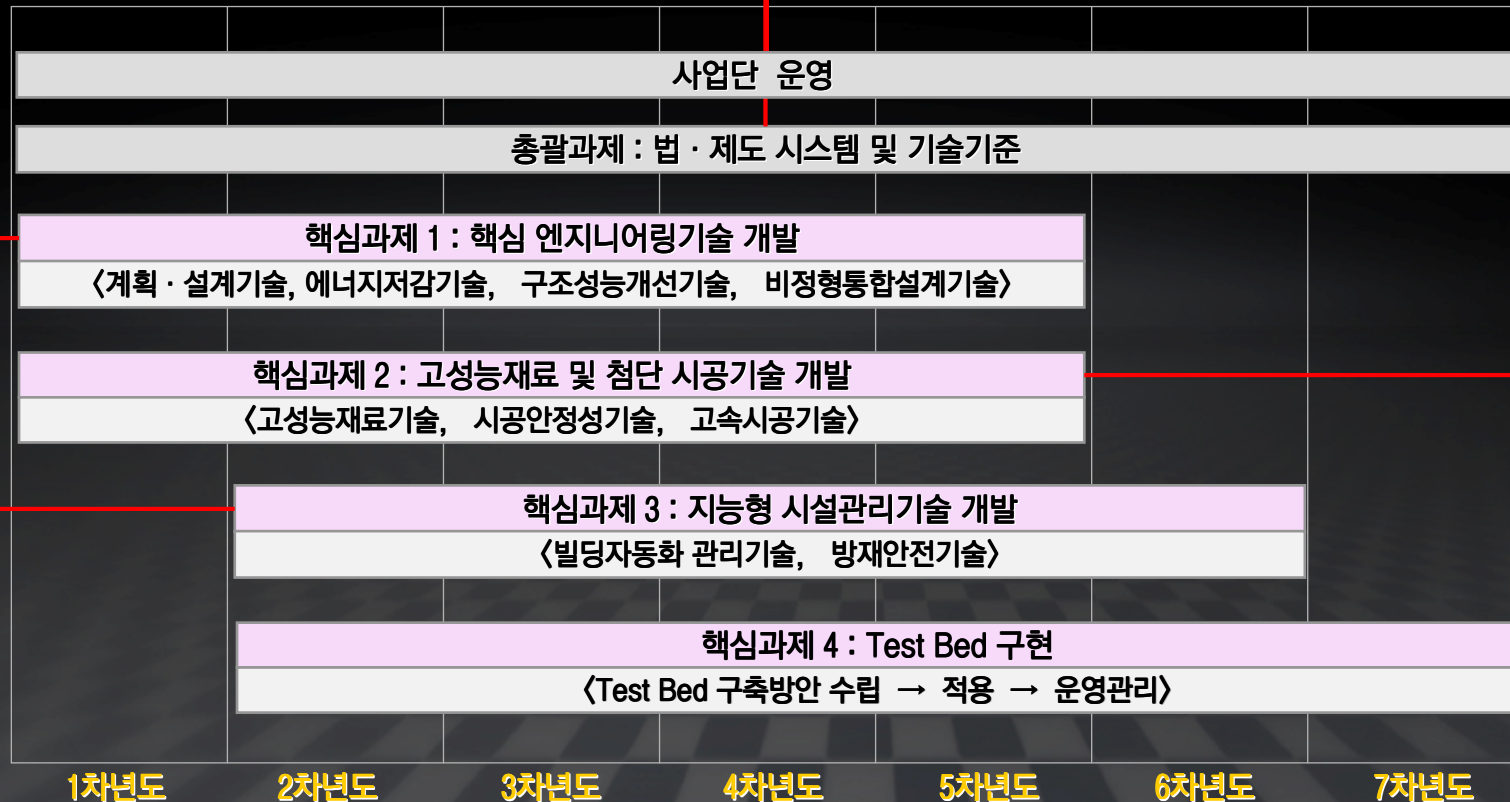 사업단 운영
총괄과제 : 법 · 제도 시스템 및 기술기준
핵심과제 1 : 핵심 엔지니어링기술 개발
<계획 · 설계기술, 에너지저감기술, 구조성능개선기술, 비정형통합설계기술>
핵심과제 2 : 고성능재료 및 첨단 시공기술 개발
<고성능재료기술, 시공안정성기술, 고속시공기술>
핵심과제 3 : 지능형 시설관리기술 개발
<빌딩자동화 관리기술, 방재안전기술>
핵심과제 4 : Test Bed 구현
<Test Bed 구축방안 수립 → 적용 → 운영관리>
1차년도 2차년도 3차년도 4차년도 5차년도 6차년도 7차년도